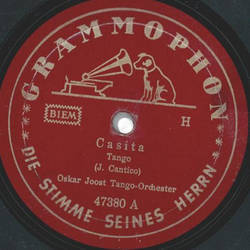 GRAMMOPHON
BIEM
H
Casita
Tango
(J. Cantico)
Oskar Joost Tango-Orchester
47380 A
DIE STIMME SEINES HERRN